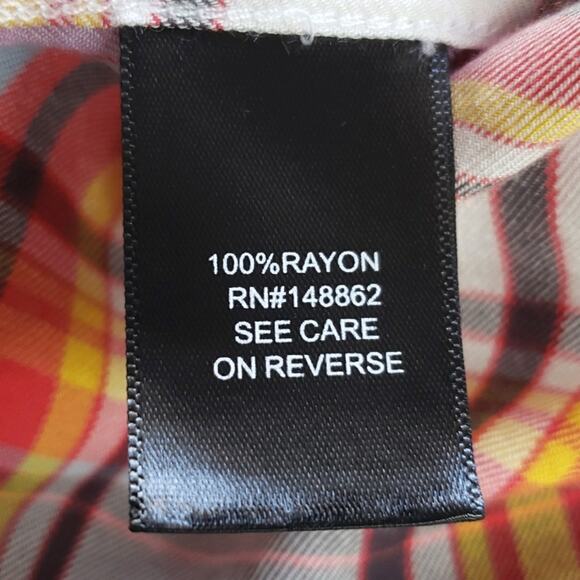 100%RAYON
RN#148862
SEE CARE
ON REVERSE